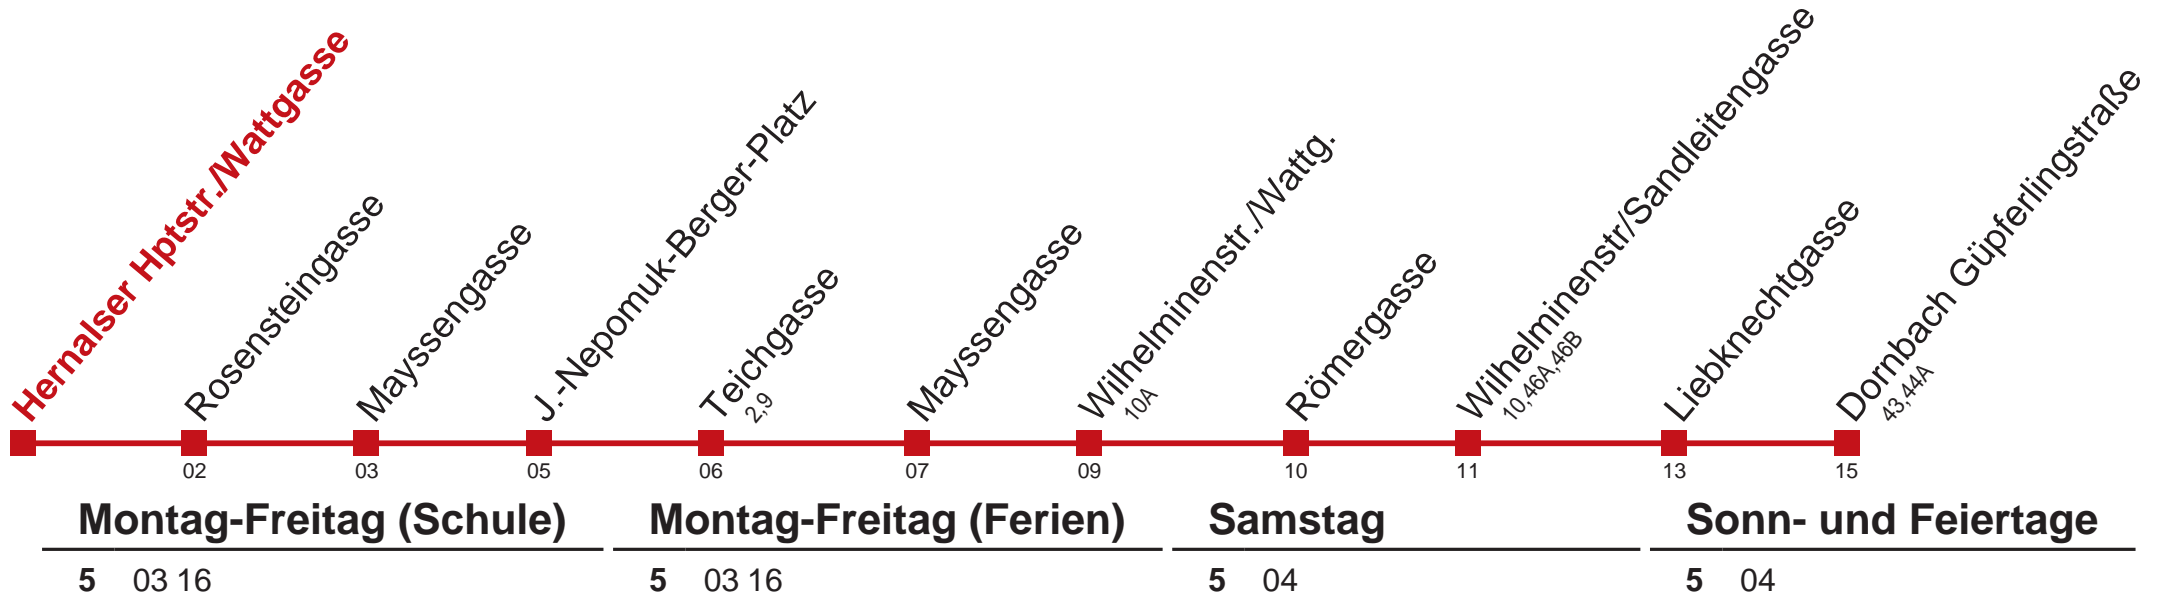 Hernalser Hptstr./Wattgasse
Rosensteingasse
Mayssengasse
J.-Nepomuk-Berger-Platz
Teichgasse
2,9
Mayssengasse
Wilhelminenstr./Wattg.
10A
Römergasse
Wilhelminenstr/Sandleitengasse
10,46A,46B
Liebknechtgasse
Dornbach Güpferlingstraße
43,44A
02 03 05 06 07 09 10 11 13 15
Montag-Freitag (Schule) Montag-Freitag (Ferien) Samstag Sonn- und Feiertage
5 03 16 5 03 16 5 04 5 04